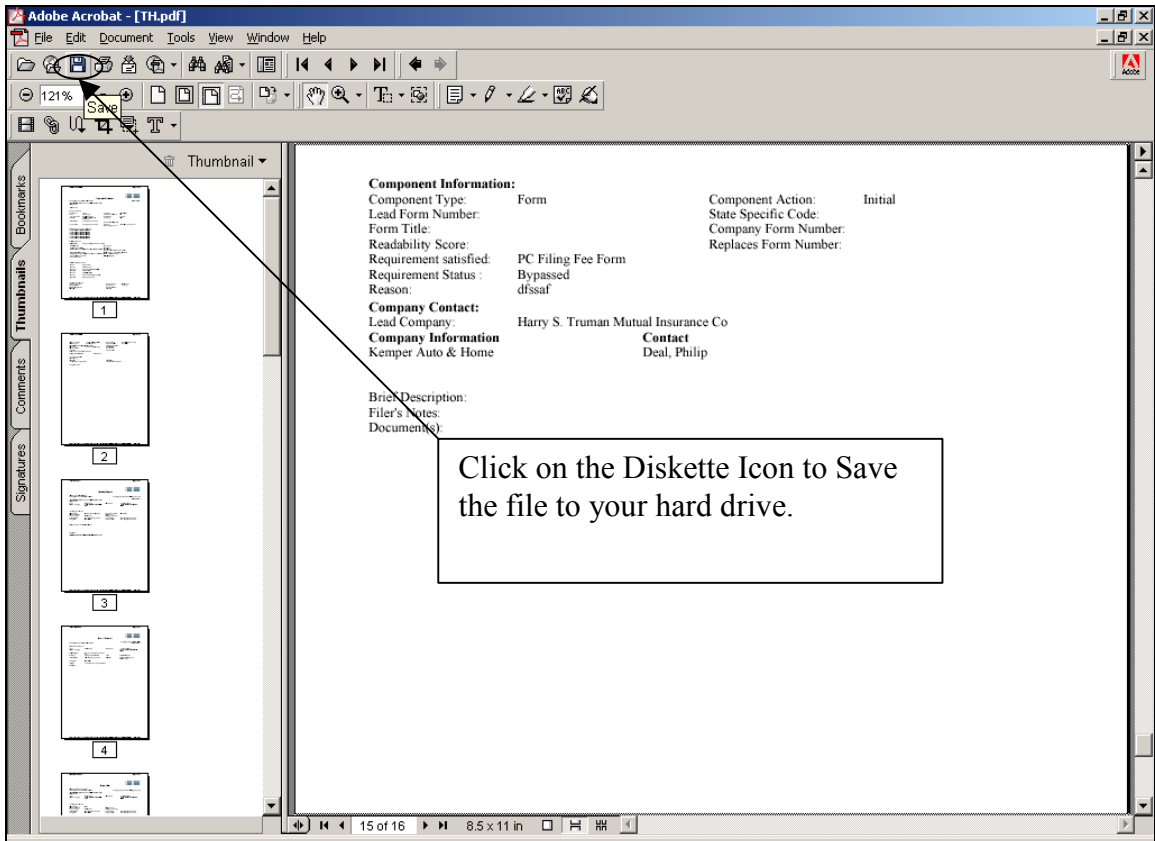 Adobe Acrobat - [TH.pdf]
File Edit Document Tools View Window Help
Adobe
121%
Save
Bookmarks
Thumbnails
Comments
Signatures
Thumbnail
1
2
3
4
Component Information:
Component Type: Form Component Action: Initial
Lead Form Number: State Specific Code:
Form Title: Company Form Number:
Readability Score: Replaces Form Number:
Requirement satisfied: PC Filing Fee Form
Requirement Status : Bypassed
Reason: dfssaf
Company Contact:
Lead Company: Harry S. Truman Mutual Insurance Co
Company Information Contact
Kemper Auto & Home Deal, Philip
Brief Description:
Filer's Notes:
Document(s):
Click on the Diskette Icon to Save
the file to your hard drive.
15 of 16 8.5 x 11 in